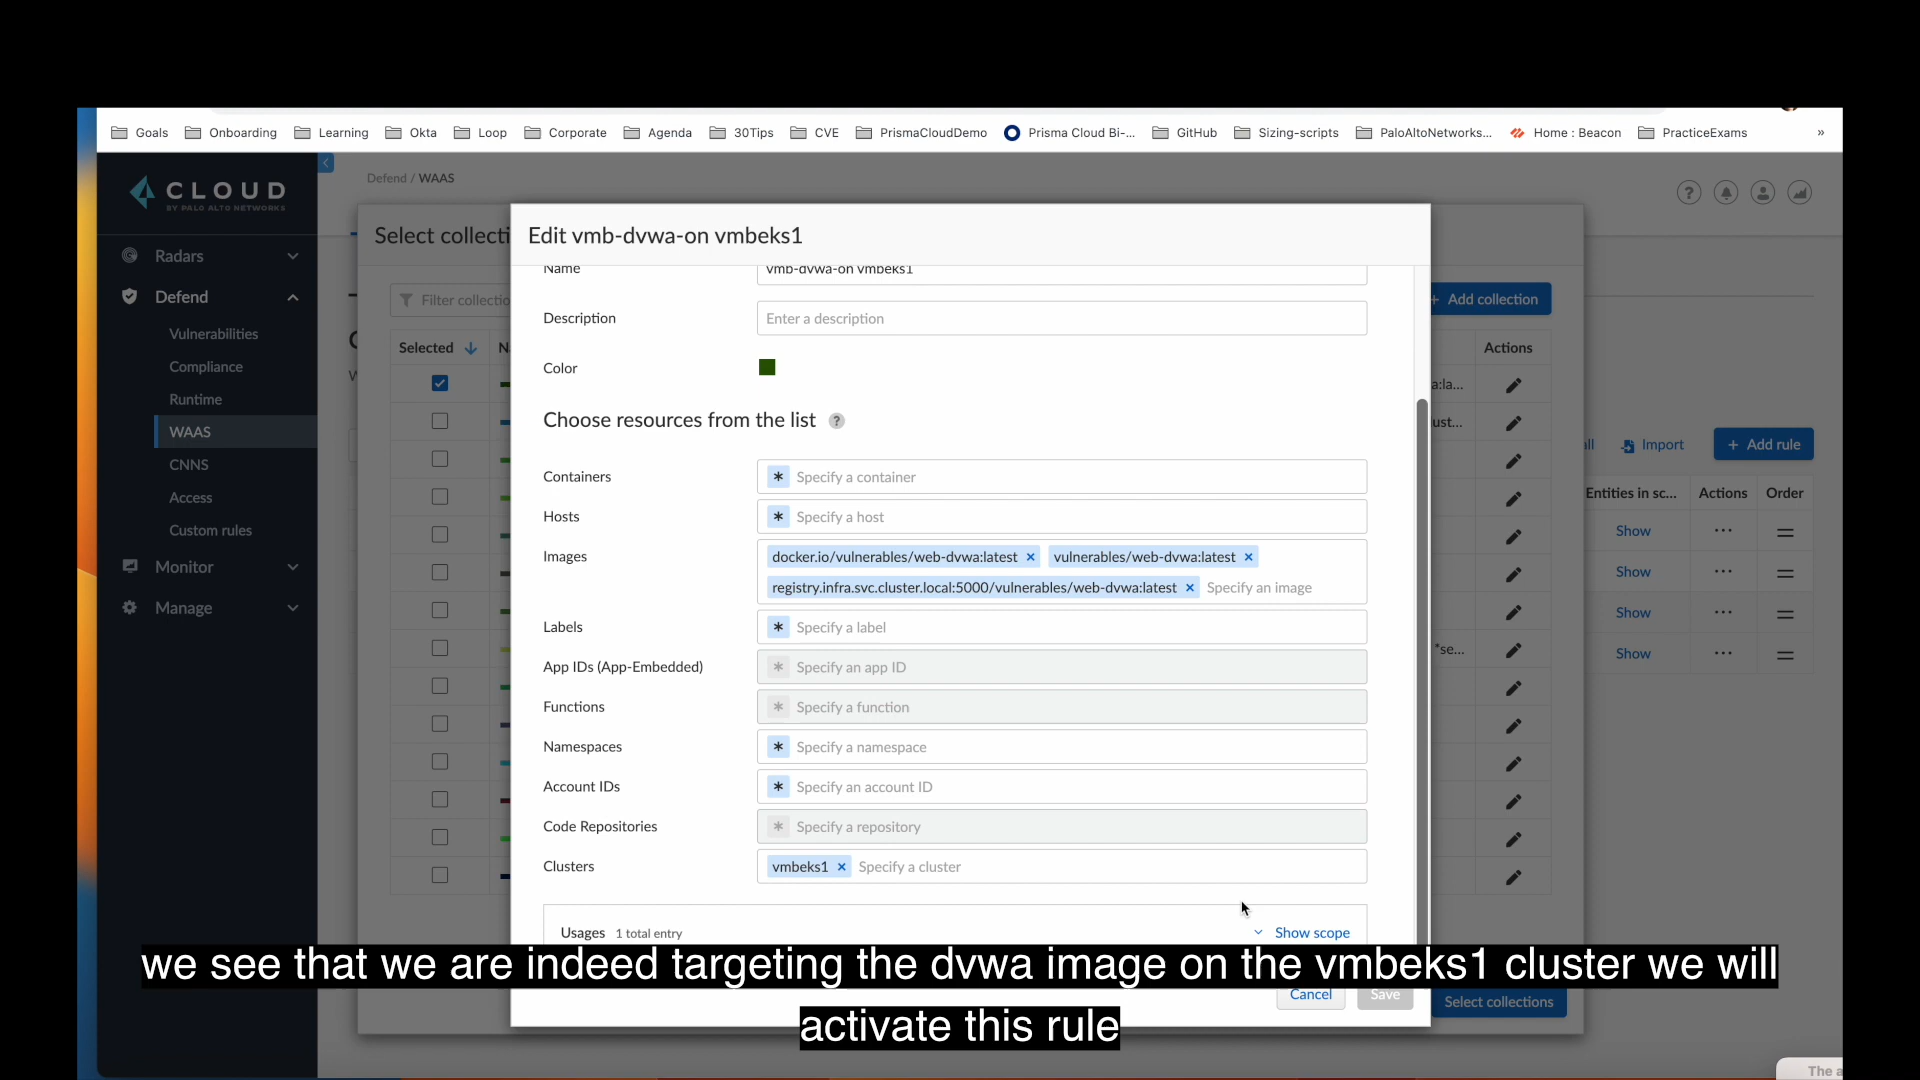 Goals Onboarding Learning Okta Loop Corporate Agenda 30Tips CVE PrismaCloudDemo Prisma Cloud Bi-... GitHub Sizing-scripts PaloAltoNetworks... Home : Beacon PracticeExams »
CLOUD
BY PALO ALTO NETWORKS
Defend / WAAS
Radars
Defend
Vulnerabilities
Compliance
Runtime
WAAS
CNNS
Access
Custom rules
Monitor
Manage
Select collecti
Filter collectio
+ Add collection
Selected
Actions
a:la...
ust...
*se...
Import
+ Add rule
Entities in sc... Actions Order
Show
Show
Show
Show
Edit vmb-dvwa-on vmbeks1
Name vmb-dvwa-on vmbeks1
Description Enter a description
Color
Choose resources from the list ?
Containers * Specify a container
Hosts * Specify a host
Images docker.io/vulnerables/web-dvwa:latest × vulnerables/web-dvwa:latest ×
registry.infra.svc.cluster.local:5000/vulnerables/web-dvwa:latest × Specify an image
Labels * Specify a label
App IDs (App-Embedded) * Specify an app ID
Functions * Specify a function
Namespaces * Specify a namespace
Account IDs * Specify an account ID
Code Repositories * Specify a repository
Clusters vmbeks1 × Specify a cluster
Usages 1 total entry Show scope
Cancel Save
Select collections
we see that we are indeed targeting the dvwa image on the vmbeks1 cluster we will
activate this rule
The a